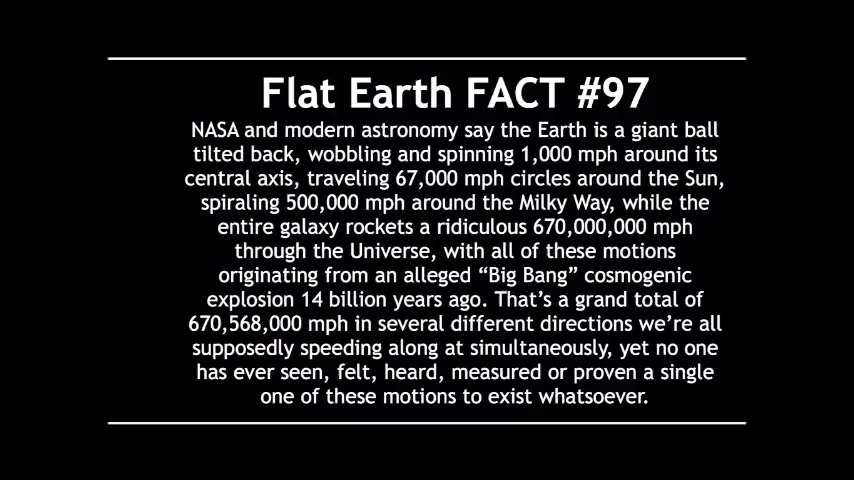 Flat Earth FACT #97
NASA and modern astronomy say the Earth is a giant ball
tilted back, wobbling and spinning 1,000 mph around its
central axis, traveling 67,000 mph circles around the Sun,
spiraling 500,000 mph around the Milky Way, while the
entire galaxy rockets a ridiculous 670,000,000 mph
through the Universe, with all of these motions
originating from an alleged “Big Bang” cosmogenic
explosion 14 billion years ago. That’s a grand total of
670,568,000 mph in several different directions we’re all
supposedly speeding along at simultaneously, yet no one
has ever seen, felt, heard, measured or proven a single
one of these motions to exist whatsoever.